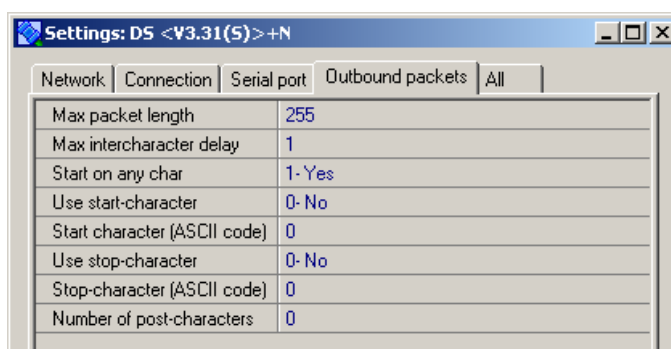 Settings: DS <V3.31(S)>+N
Network Connection Serial port Outbound packets All
Max packet length 255
Max intercharacter delay 1
Start on any char 1- Yes
Use start-character 0- No
Start character (ASCII code) 0
Use stop-character 0- No
Stop-character (ASCII code) 0
Number of post-characters 0